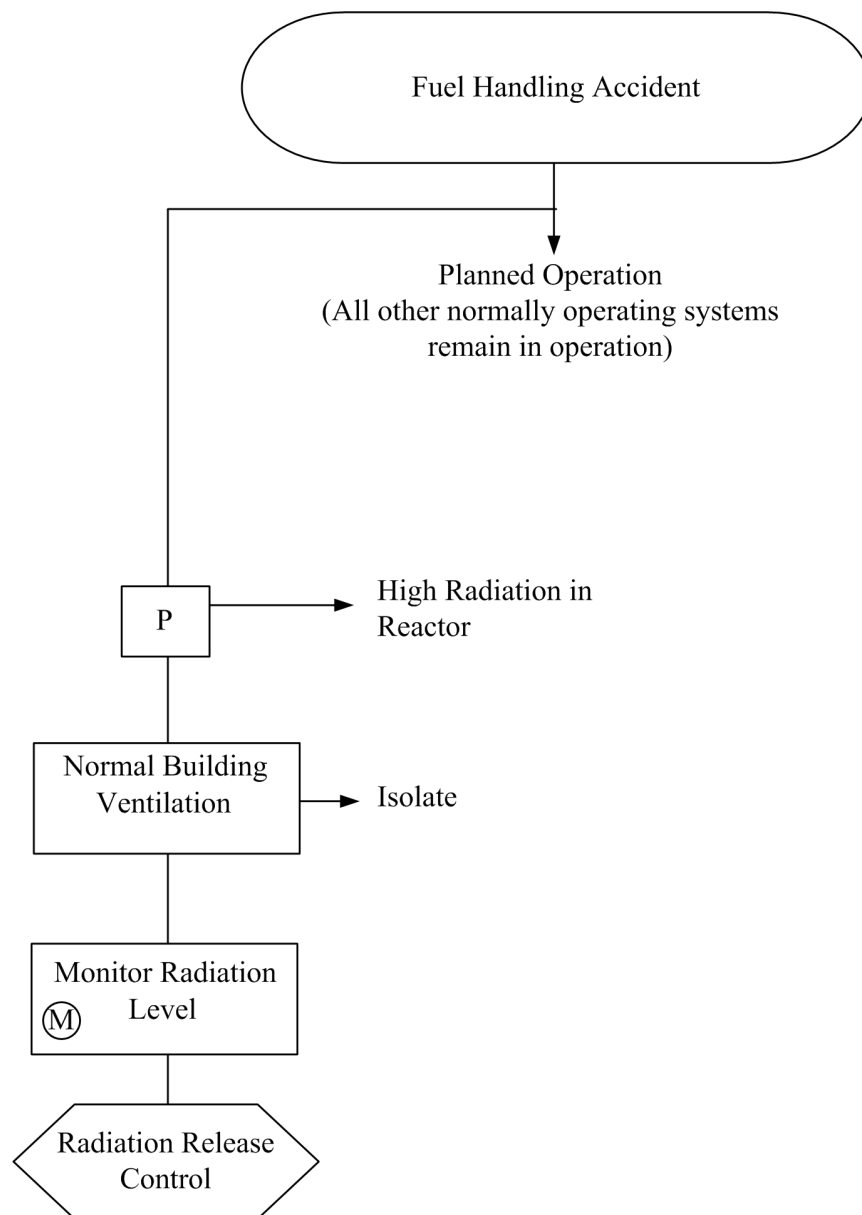 Fuel Handling Accident
Planned Operation
(All other normally operating systems
remain in operation)
P
High Radiation in
Reactor
Normal Building
Ventilation
Isolate
Monitor Radiation
Level
M
Radiation Release
Control